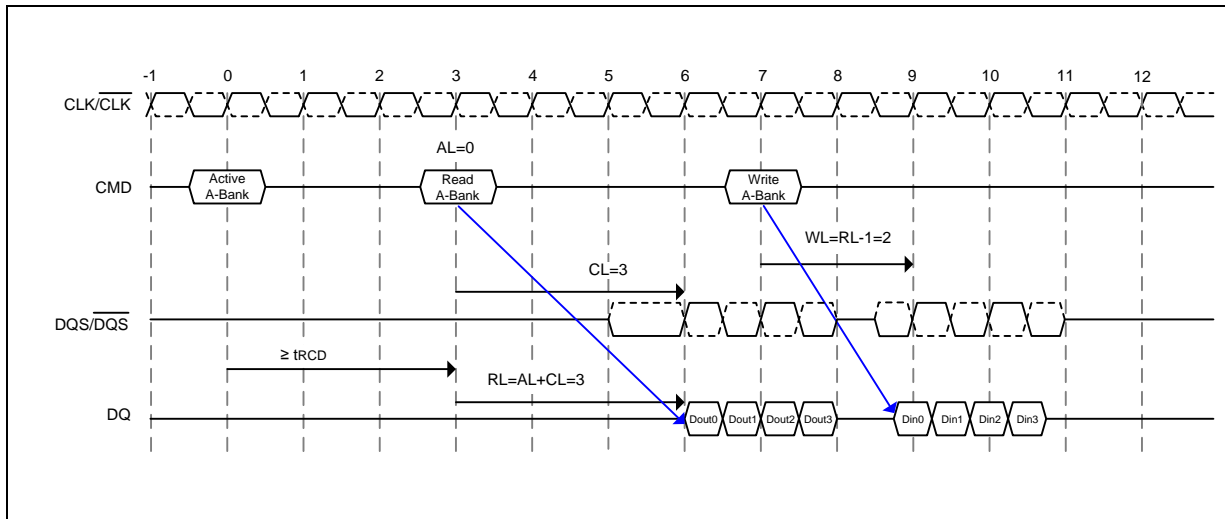 -1 0 1 2 3 4 5 6 7 8 9 10 11 12
CLK/C̅L̅K̅
AL=0
CMD
Active
A-Bank
Read
A-Bank
Write
A-Bank
WL=RL-1=2
CL=3
DQS/D̅Q̅S̅
≥ tRCD
RL=AL+CL=3
DQ
Dout0 Dout1 Dout2 Dout3 Din0 Din1 Din2 Din3